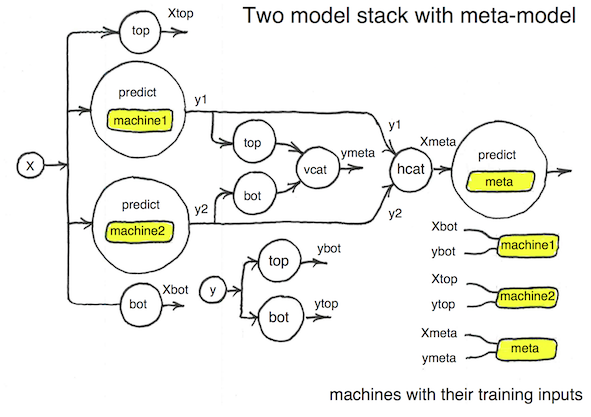 Two model stack with meta-model
Xtop
top
predict
machine1
y1
y1
top
ymeta
Xmeta
predict
X
vcat
hcat
meta
predict
bot
machine2
y2
y2
Xbot
machine1
ybot
ybot
top
Xbot
bot
y
Xtop
machine2
ytop
ytop
bot
Xmeta
meta
ymeta
machines with their training inputs